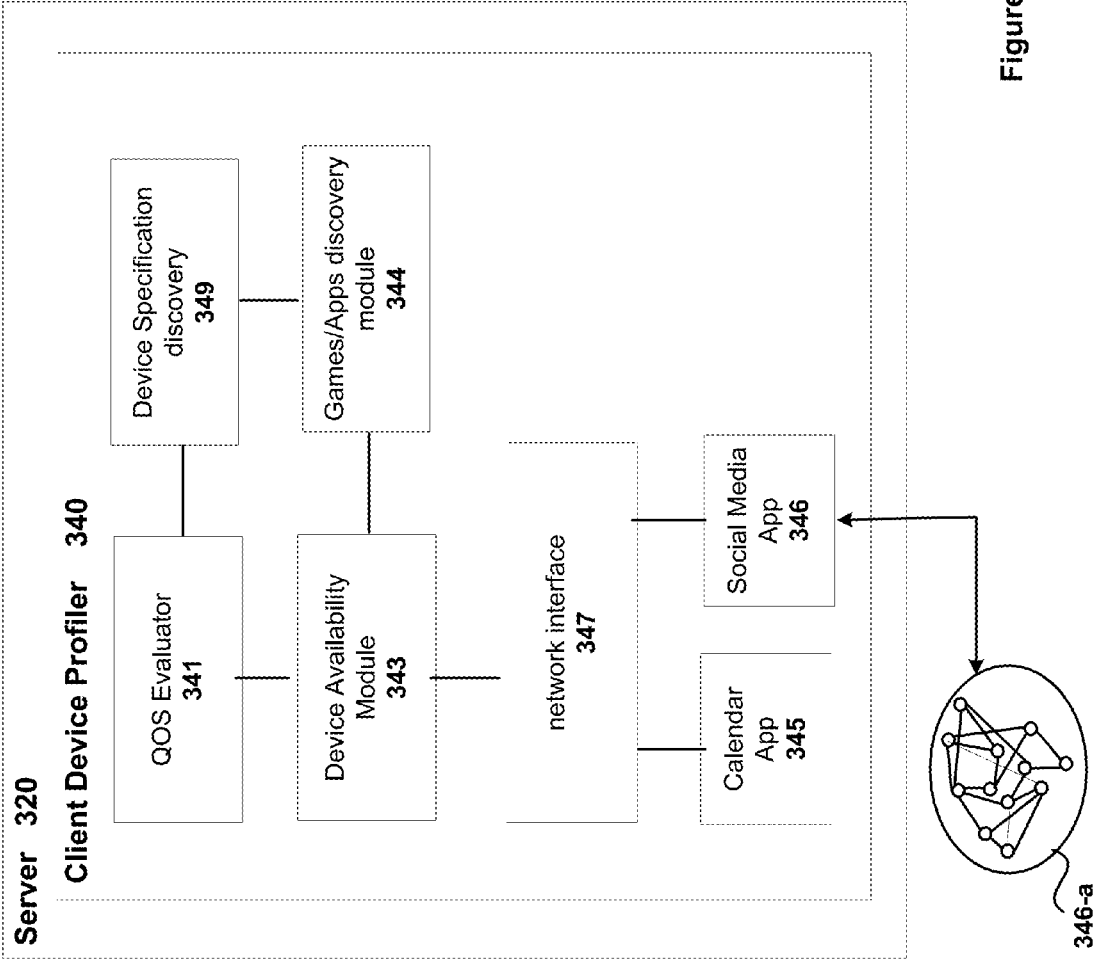 Server 320
Client Device Profiler 340
QOS Evaluator
341
Device Specification
discovery
349
Device Availability
Module
343
Games/Apps discovery
module
344
network interface
347
Calendar
App
345
Social Media
App
346
346-a
Figure